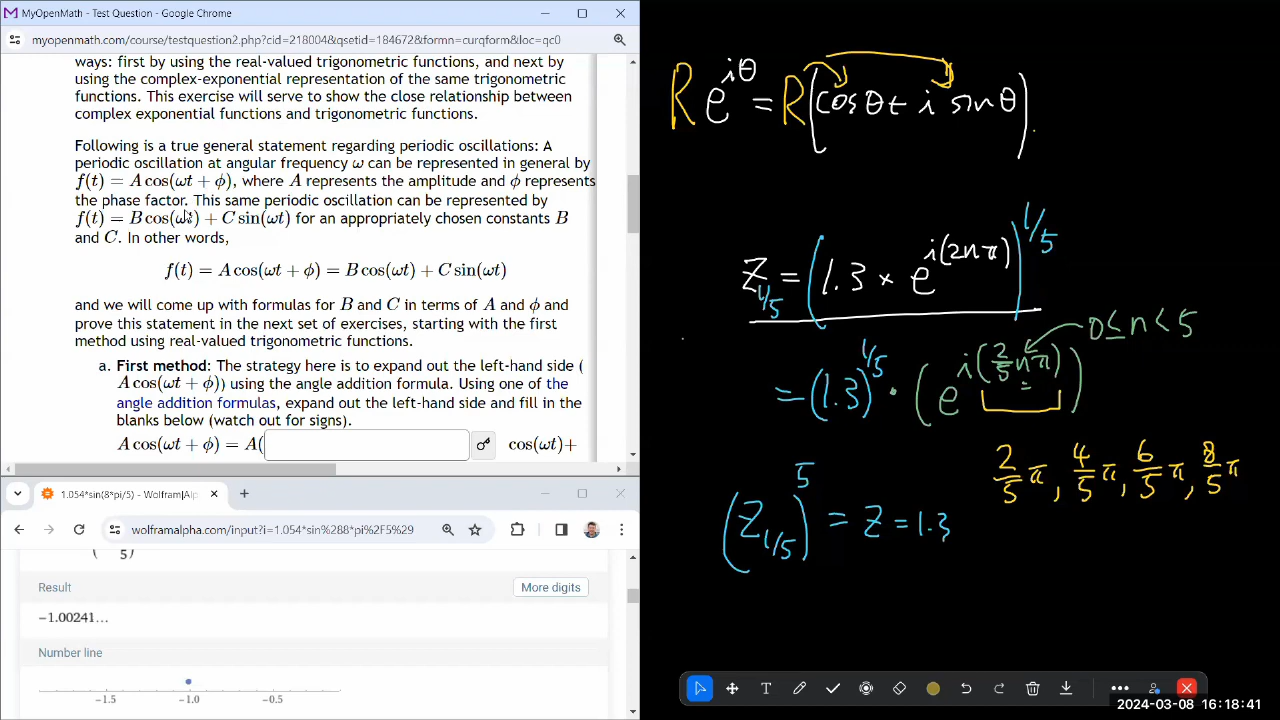 MyOpenMath - Test Question - Google Chrome
myopenmath.com/course/testquestion2.php?cid=218004&qsetid=184672&formn=curqform&loc=qc0
ways: first by using the real-valued trigonometric functions, and next by
using the complex exponential representation of the same trigonometric
functions. This exercise will serve to show the close relationship between
complex exponential functions and trigonometric functions.
Following is a true general statement regarding periodic oscillations: A
periodic oscillation at angular frequency ω can be represented in general by
f(t) = A cos(ωt + ϕ), where A represents the amplitude and ϕ represents
the phase factor. This same periodic oscillation can be represented by
f(t) = B cos(ωt) + C sin(ωt) for an appropriately chosen constants B
and C. In other words,
f(t) = A cos(ωt + ϕ) = B cos(ωt) + C sin(ωt)
and we will come up with formulas for B and C in terms of A and ϕ and
prove this statement in the next set of exercises, starting with the first
method using real-valued trigonometric functions.
a. First method: The strategy here is to expand out the left-hand side (
A cos(ωt + ϕ)) using the angle addition formula. Using one of the
angle addition formulas, expand out the left-hand side and fill in the
blanks below (watch out for signs).
A cos(ωt + ϕ) = A( cos(ωt)+
1.054*sin(8*pi/5) - Wolfram|Alp
lframalpha.com/input?i=1.054*sin%288*pi%2F5%29
5)
Result
More digits
−1.00241...
Number line
−1.5 −1.0 −0.5
R e^{iθ} = R(cosθ + i sinθ)
Z_{1/5} = (1.3 × e^{i(2nπ)})^{1/5}
= (1.3)^{1/5} · (e^{i(2/5 nπ)}) 0 ≤ n < 5
2/5 π, 4/5 π, 6/5 π, 8/5 π
(Z_{1/5})^5 = Z = 1.3
T
2024-03-08 16:18:41